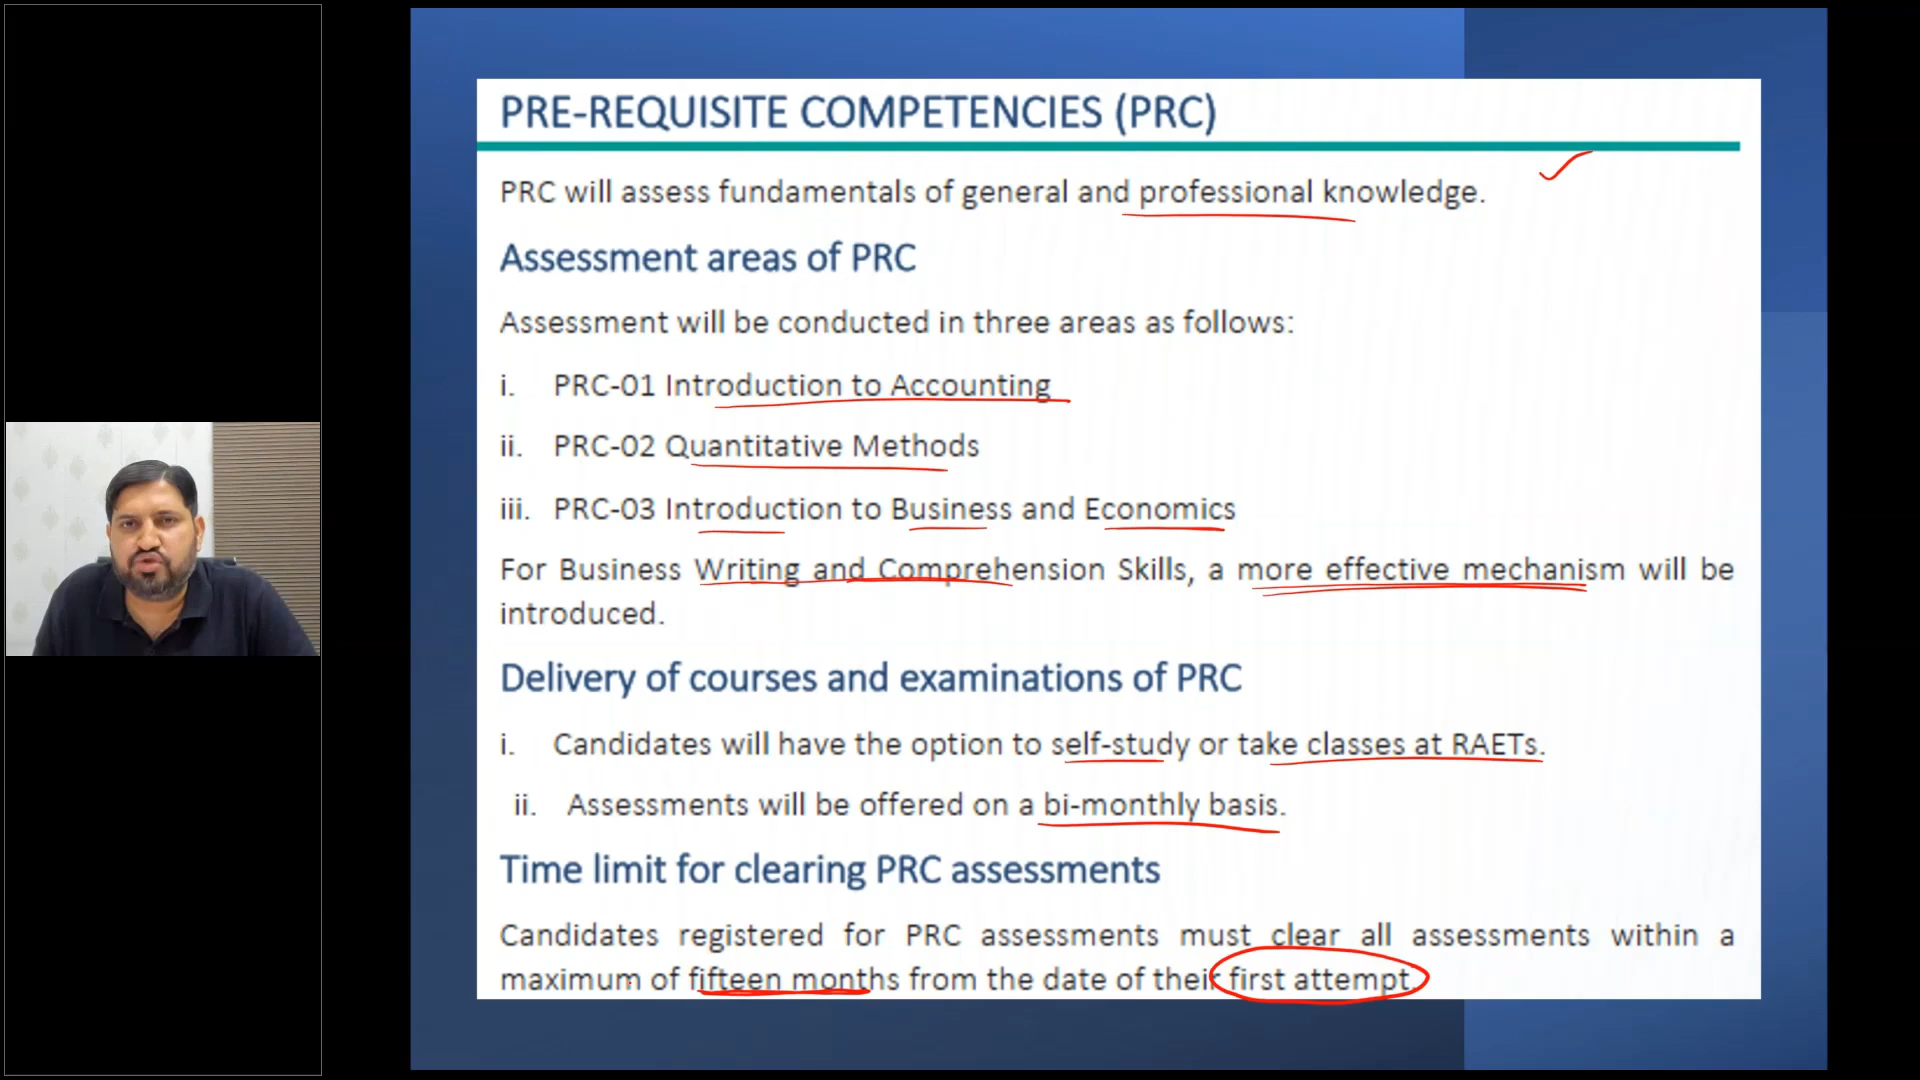 PRE-REQUISITE COMPETENCIES (PRC)
PRC will assess fundamentals of general and professional knowledge.
Assessment areas of PRC
Assessment will be conducted in three areas as follows:
i. PRC-01 Introduction to Accounting
ii. PRC-02 Quantitative Methods
iii. PRC-03 Introduction to Business and Economics
For Business Writing and Comprehension Skills, a more effective mechanism will be
introduced.
Delivery of courses and examinations of PRC
i. Candidates will have the option to self-study or take classes at RAETs.
ii. Assessments will be offered on a bi-monthly basis.
Time limit for clearing PRC assessments
Candidates registered for PRC assessments must clear all assessments within a
maximum of fifteen months from the date of their first attempt.